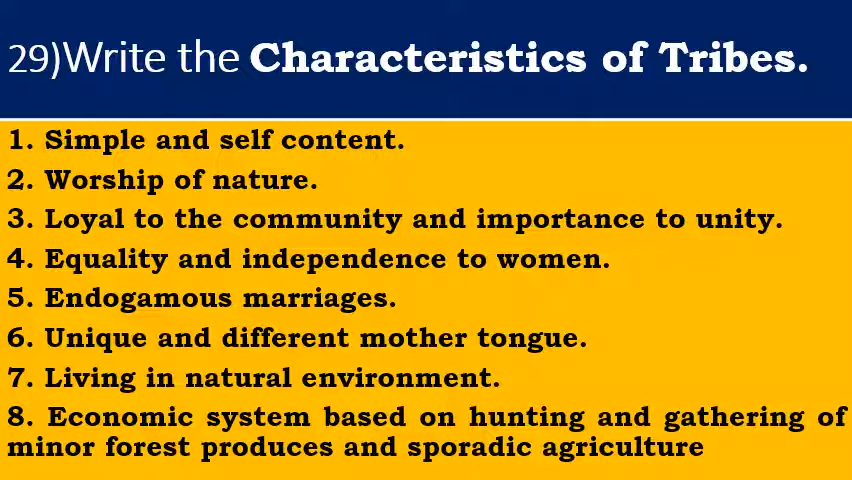 29)Write the Characteristics of Tribes.
1. Simple and self content.
2. Worship of nature.
3. Loyal to the community and importance to unity.
4. Equality and independence to women.
5. Endogamous marriages.
6. Unique and different mother tongue.
7. Living in natural environment.
8. Economic system based on hunting and gathering of
minor forest produces and sporadic agriculture